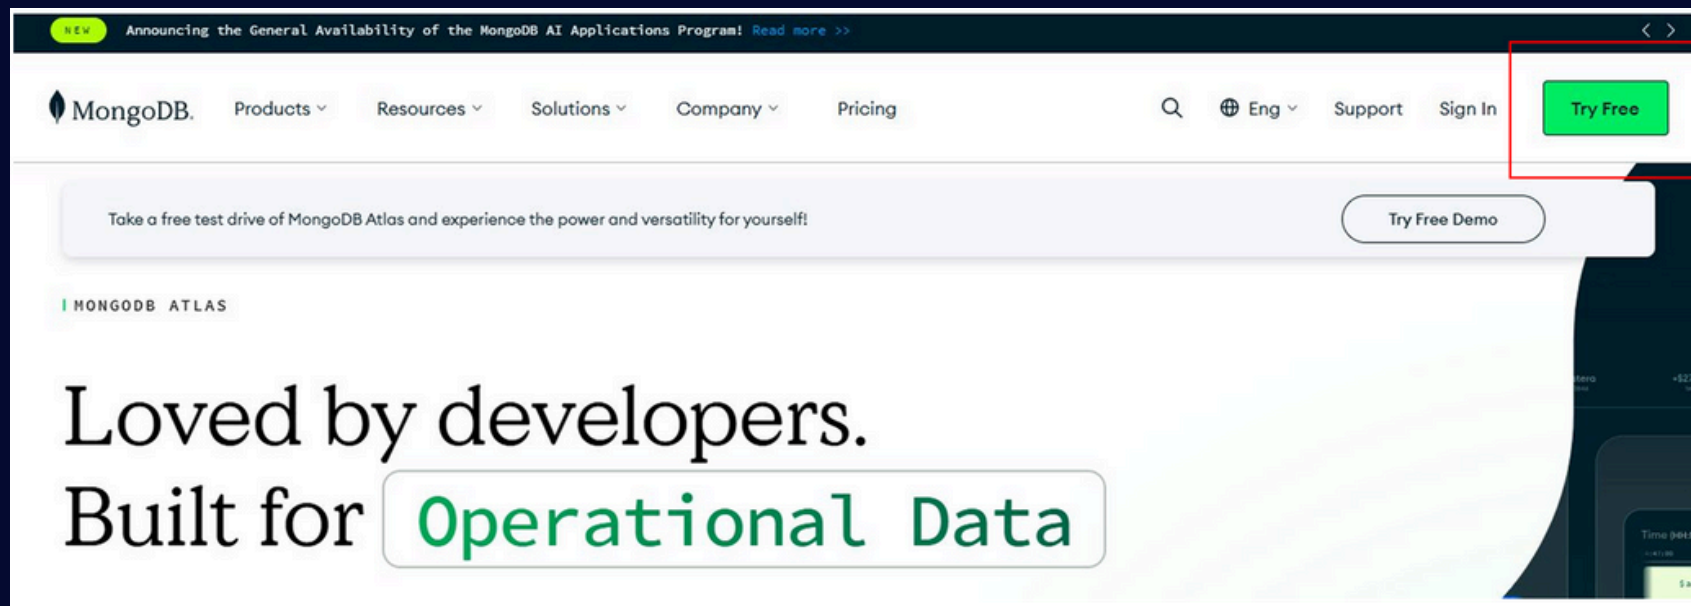 NEW Announcing the General Availability of the MongoDB AI Applications Program! Read more >>
MongoDB. Products Resources Solutions Company Pricing Eng Support Sign In Try Free
Take a free test drive of MongoDB Atlas and experience the power and versatility for yourself! Try Free Demo
MONGODB ATLAS
Loved by developers.
Built for Operational Data
Time